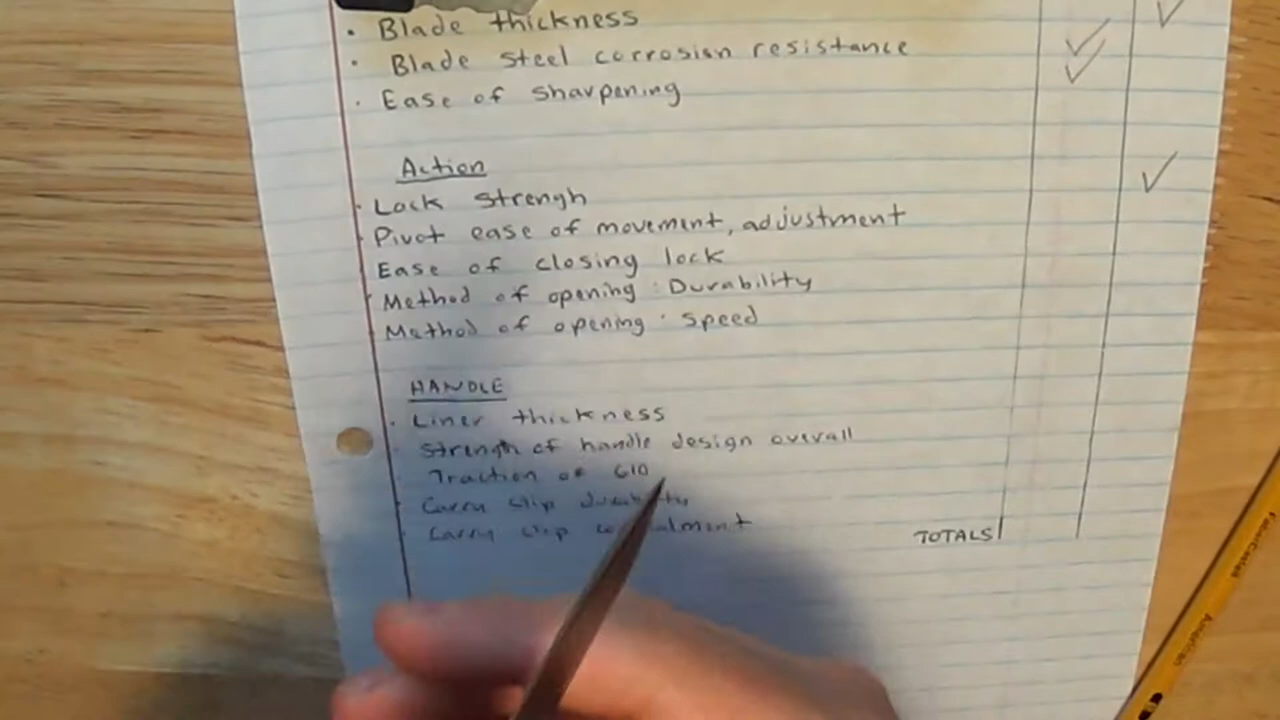 • Blade thickness
• Blade steel corrosion resistance
• Ease of sharpening
Action
• Lock strengh
Pivot ease of movement, adjustment
Ease of closing lock
Method of opening : Durability
Method of opening : speed
HANDLE
• Liner thickness
• Strength of handle design overall
Traction of G10
Carry clip
Carry clip
TOTALS
American